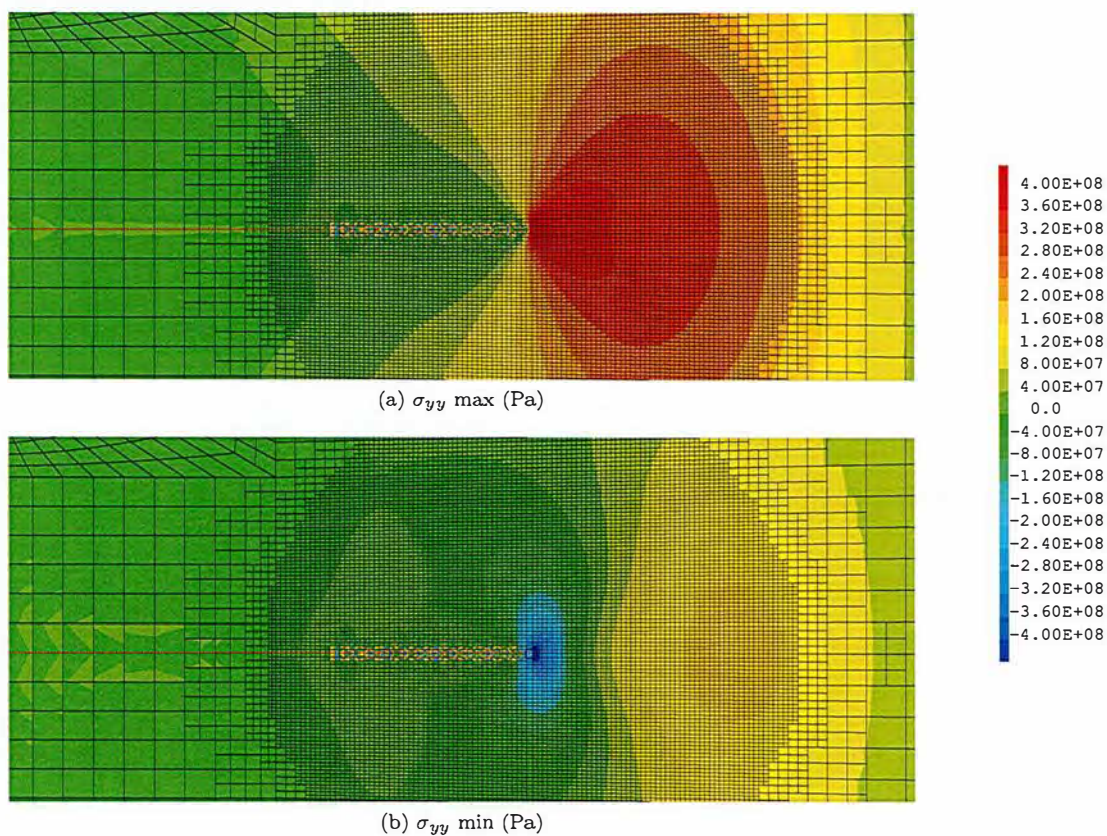 4.00E+08
3.60E+08
3.20E+08
2.80E+08
2.40E+08
2.00E+08
1.60E+08
1.20E+08
8.00E+07
4.00E+07
0.0
-4.00E+07
-8.00E+07
-1.20E+08
-1.60E+08
-2.00E+08
-2.40E+08
-2.80E+08
-3.20E+08
-3.60E+08
-4.00E+08
(a) σyy max (Pa)
(b) σyy min (Pa)